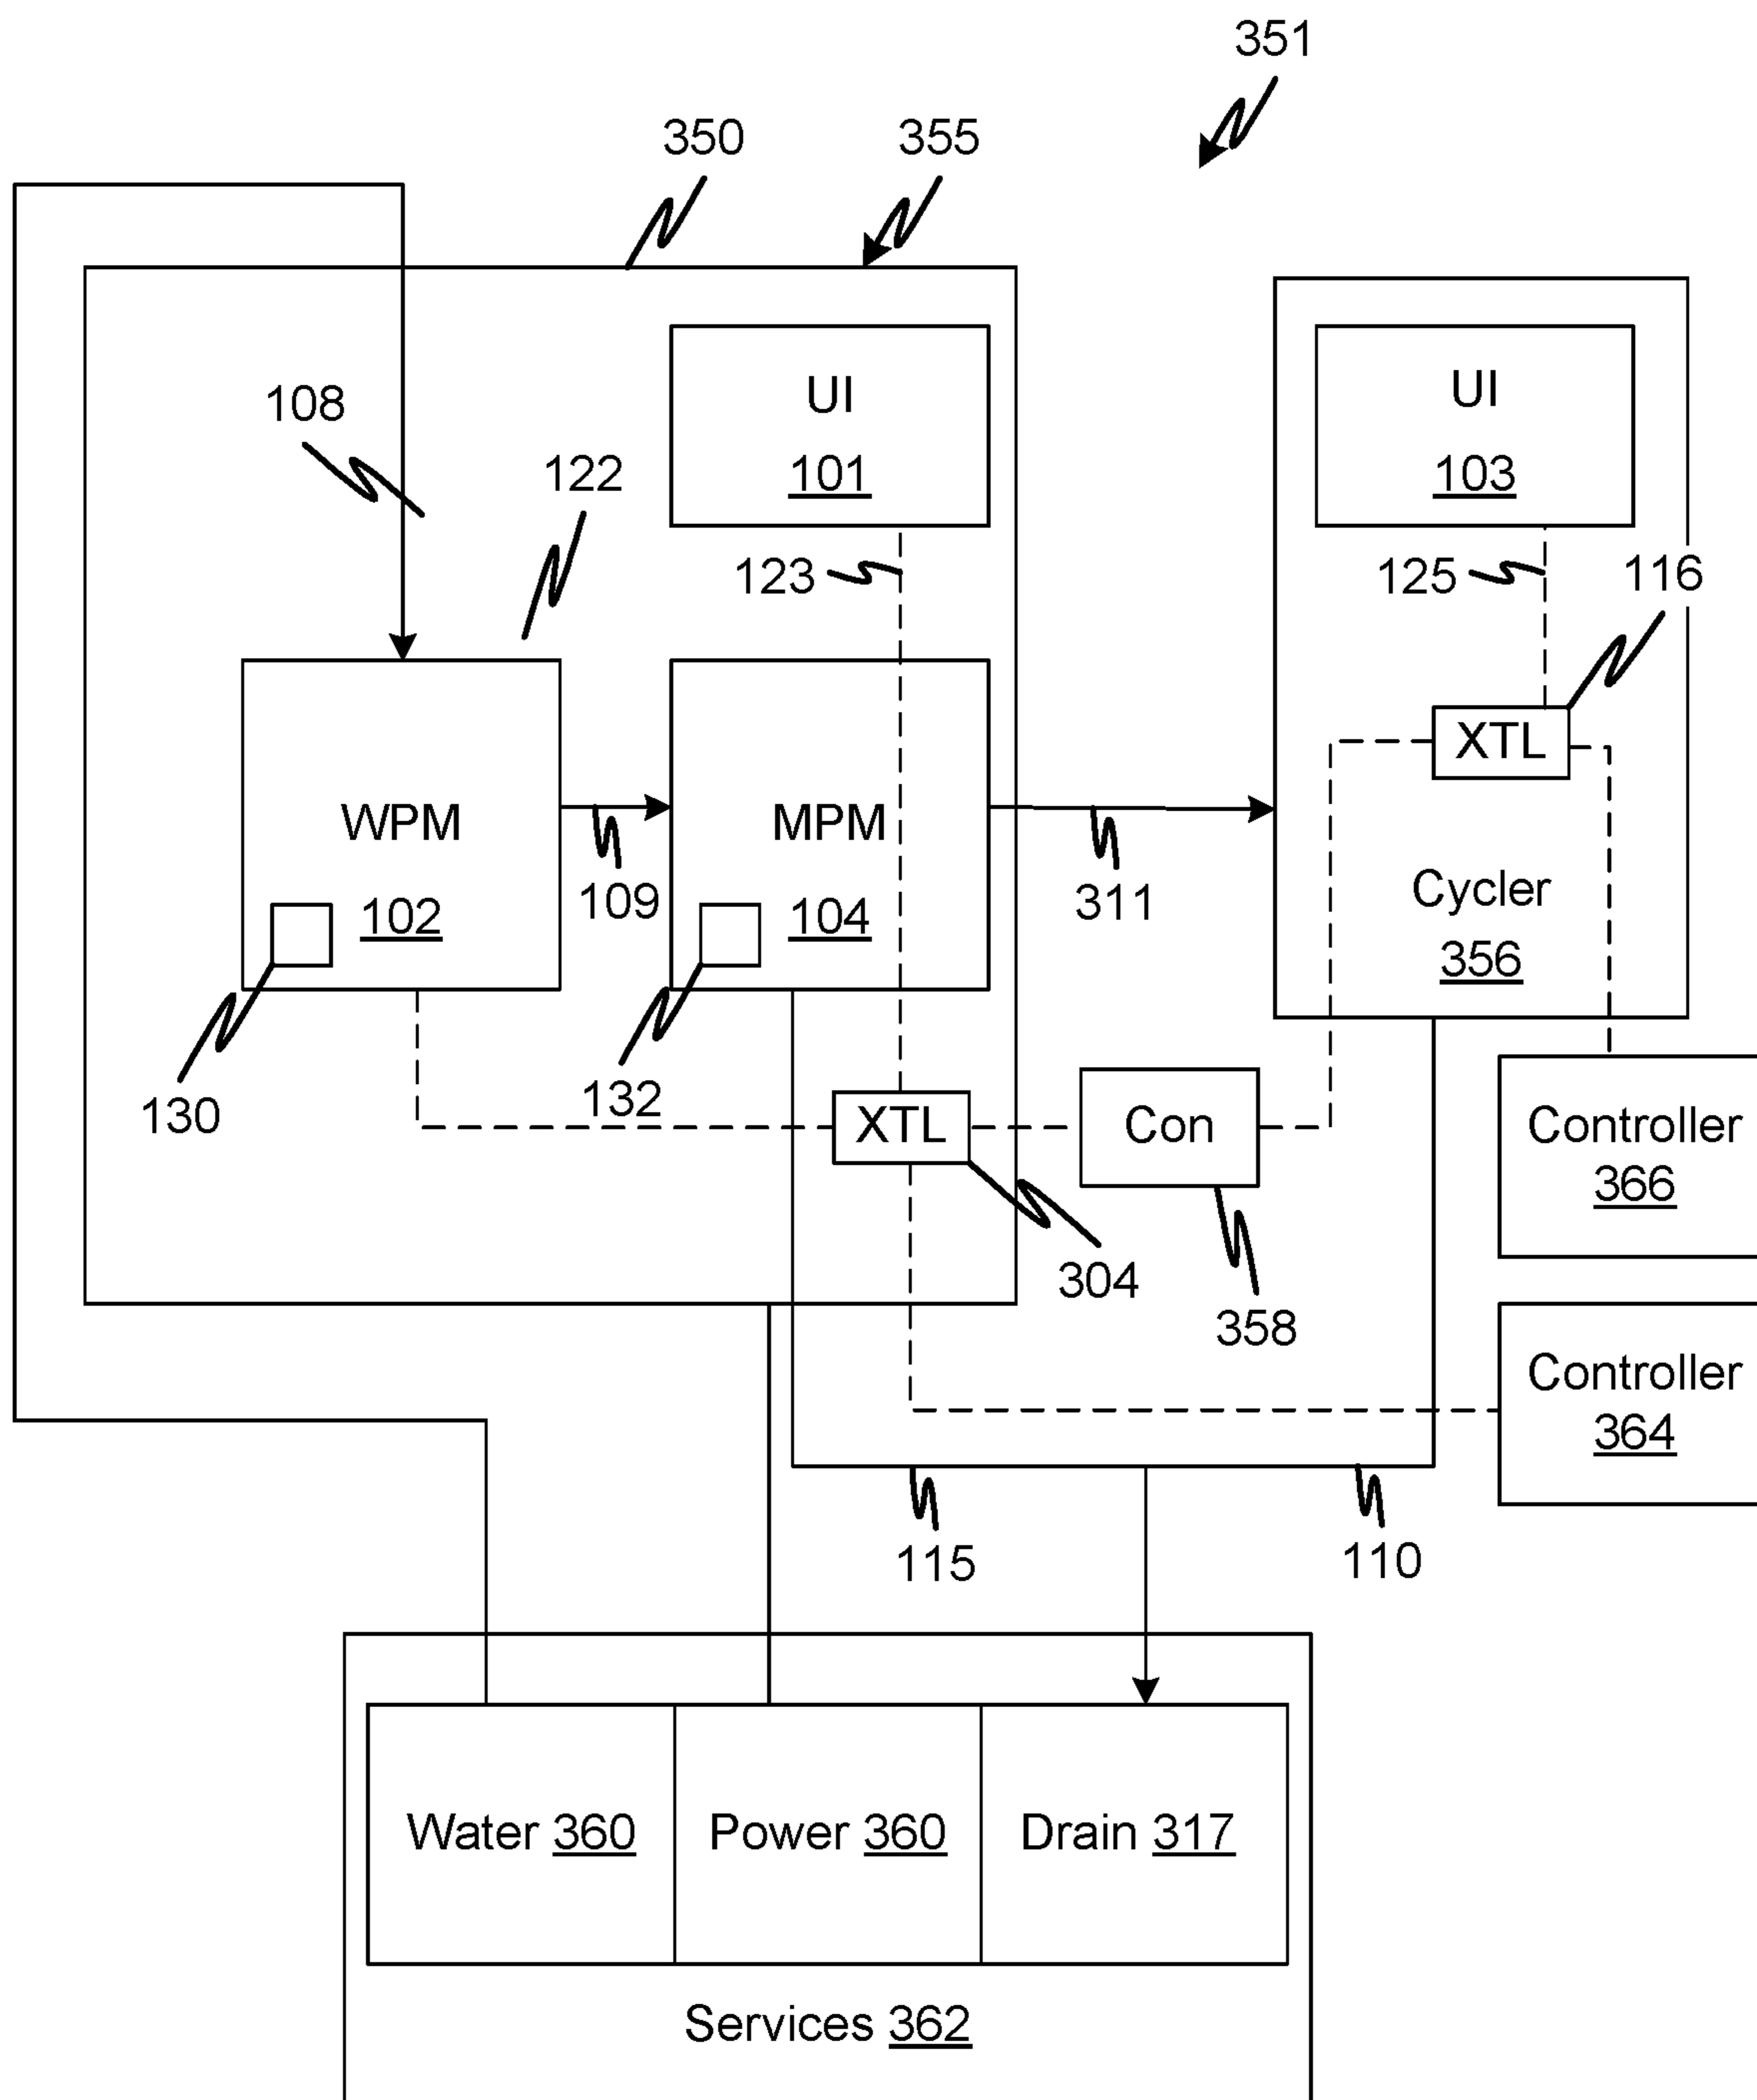 351
350
355
UI
101
UI
103
108
122
123
125
116
XTL
WPM
102
109
MPM
104
311
Cycler
356
130
132
XTL
Con
Controller
366
304
358
Controller
364
115
110
Water 360
Power 360
Drain 317
Services 362